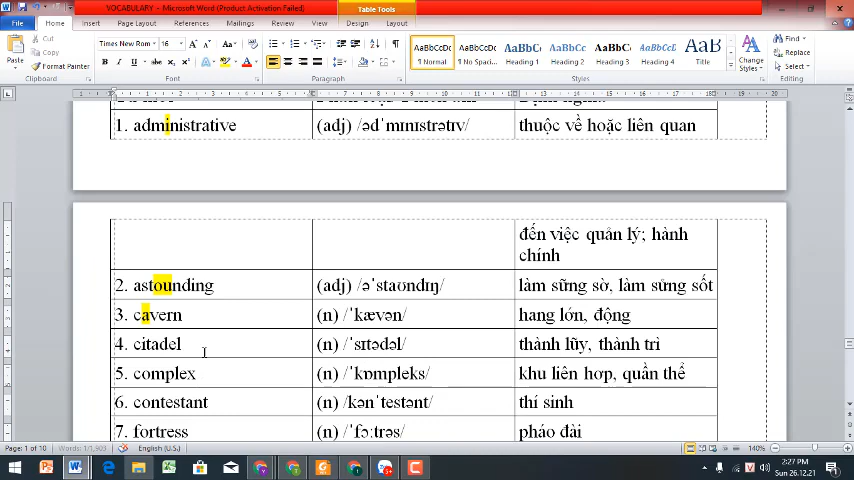 VOCABULARY – Microsoft Word (Product Activation Failed)
Table Tools
File
Home
Insert
Page Layout
References
Mailings
Review
View
Design
Layout
Paste
Cut
Copy
Format Painter
Clipboard
Times New Rom
16
Font
Paragraph
AaBbCcDc
¶ Normal
AaBbCcDc
¶ No Spaci...
AaBbC
Heading 1
AaBbCc
Heading 2
AaBbCc
Heading 3
AaBbCcDc
Heading 4
AaB
Title
Change
Styles
Styles
Find
Replace
Select
Editing
1. administrative (adj) /ədˈmɪnɪstrətɪv/ thuộc về hoặc liên quan
đến việc quản lý; hành
chính
2. astounding (adj) /əˈstaʊndɪŋ/ làm sững sờ, làm sửng sốt
3. cavern (n) /ˈkævən/ hang lớn, động
4. citadel (n) /ˈsɪtədəl/ thành lũy, thành trì
5. complex (n) /ˈkɒmpleks/ khu liên hơp, quần thể
6. contestant (n) /kənˈtestənt/ thí sinh
7. fortress (n) /ˈfɔːtrəs/ pháo đài
Page: 1 of 10
Words: 1/1,903
English (U.S.)
140%
2:27 PM
Sun 26.12.21